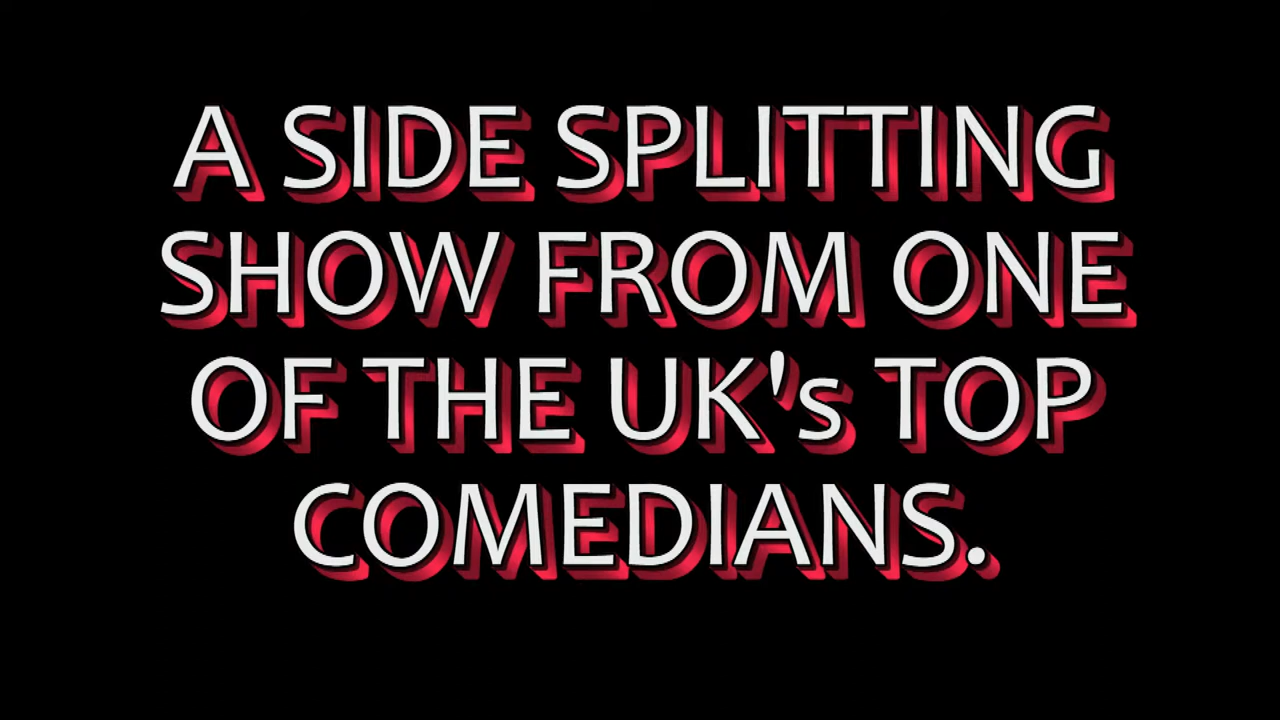 A SIDE SPLITTING
SHOW FROM ONE
OF THE UK's TOP
COMEDIANS.